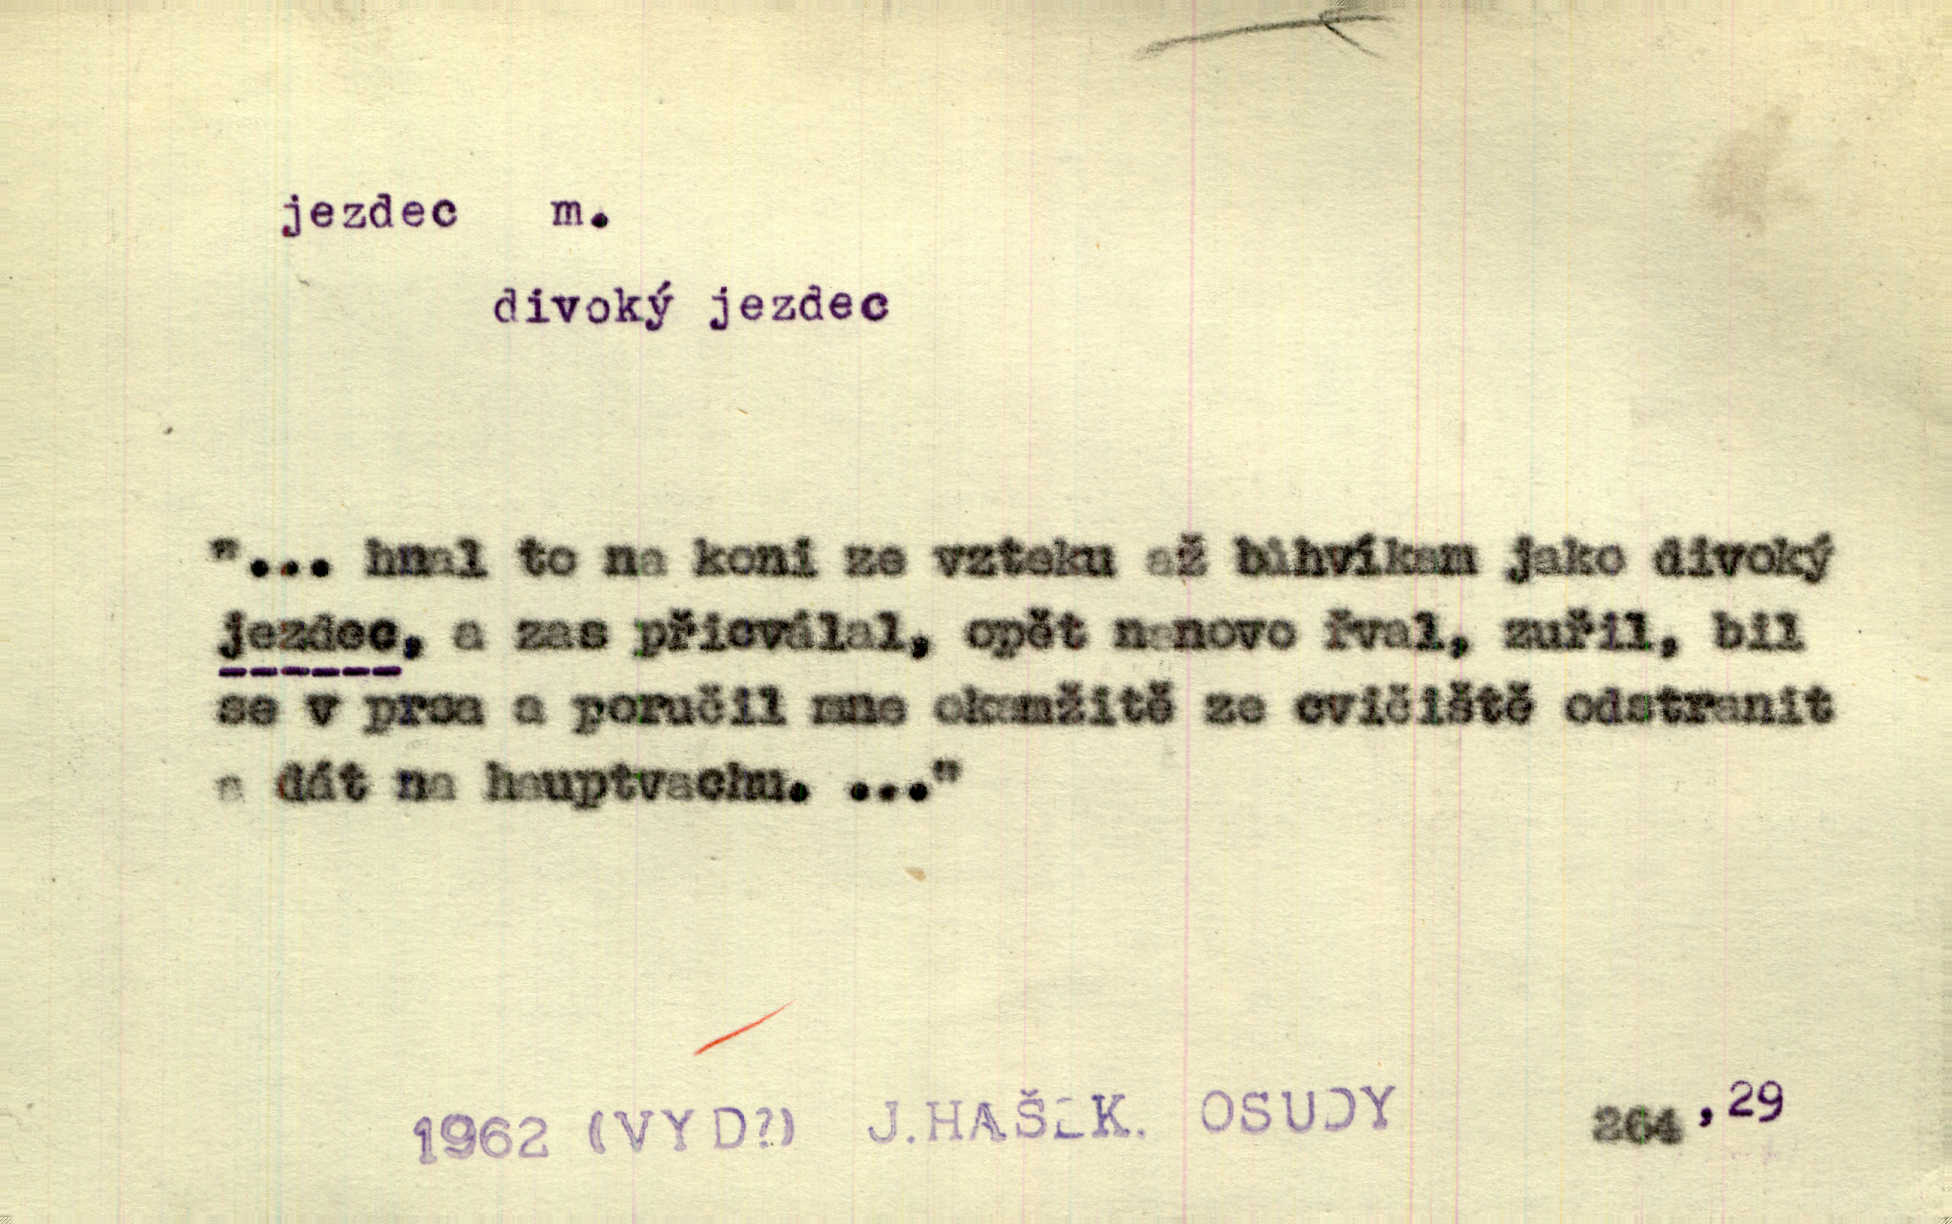 jezdec m.
divoký jezdec
"... hnal to na koni ze vzteku až bůhvíkam jako divoký
jezdec, a zas přicválal, opět nanovo řval, zuřil, bil
se v prsa a poručil mne okamžitě ze cvičiště odstranit
a dát na hauptvachu. ..."
1962 (VYD?) J.HAŠEK. OSUDY 264,29